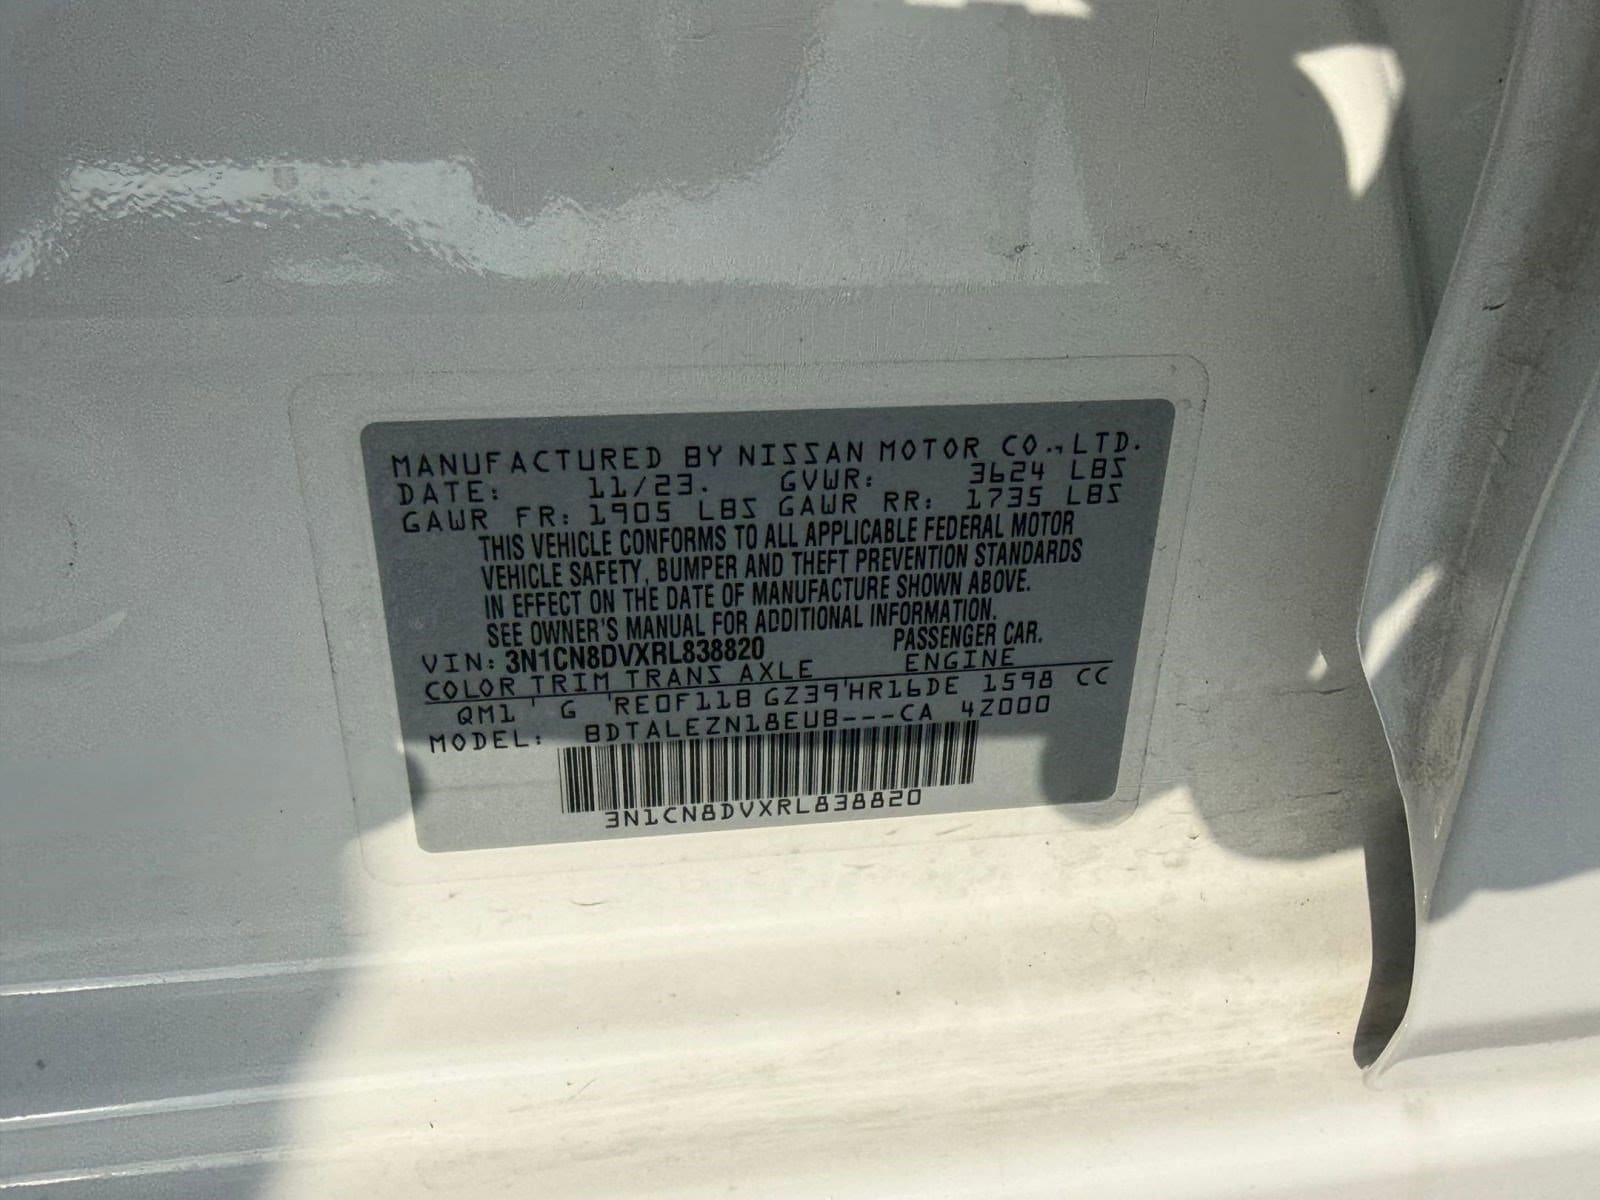 MANUFACTURED BY NISSAN MOTOR CO., LTD.
DATE: 11/23. GVWR: 3624 LBS
GAWR FR: 1905 LBS GAWR RR: 1735 LBS
THIS VEHICLE CONFORMS TO ALL APPLICABLE FEDERAL MOTOR
VEHICLE SAFETY, BUMPER AND THEFT PREVENTION STANDARDS
IN EFFECT ON THE DATE OF MANUFACTURE SHOWN ABOVE.
SEE OWNER'S MANUAL FOR ADDITIONAL INFORMATION.
VIN: 3N1CN8DVXRL838820 PASSENGER CAR.
COLOR TRIM TRANS AXLE ENGINE
QM1 ' G 'RE0F11B GZ39'HR16DE 1598 CC
MODEL: BDTALEZN18EUB---CA 4Z000
3N1CN8DVXRL838820